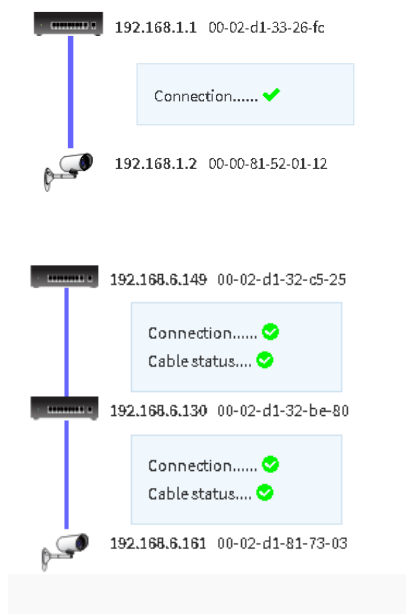 192.168.1.1 00-02-d1-33-26-fc
Connection...... ✔
192.168.1.2 00-00-81-52-01-12
192.168.6.149 00-02-d1-32-c5-25
Connection......
Cable status....
192.168.6.130 00-02-d1-32-be-80
Connection......
Cable status....
192.168.6.161 00-02-d1-81-73-03